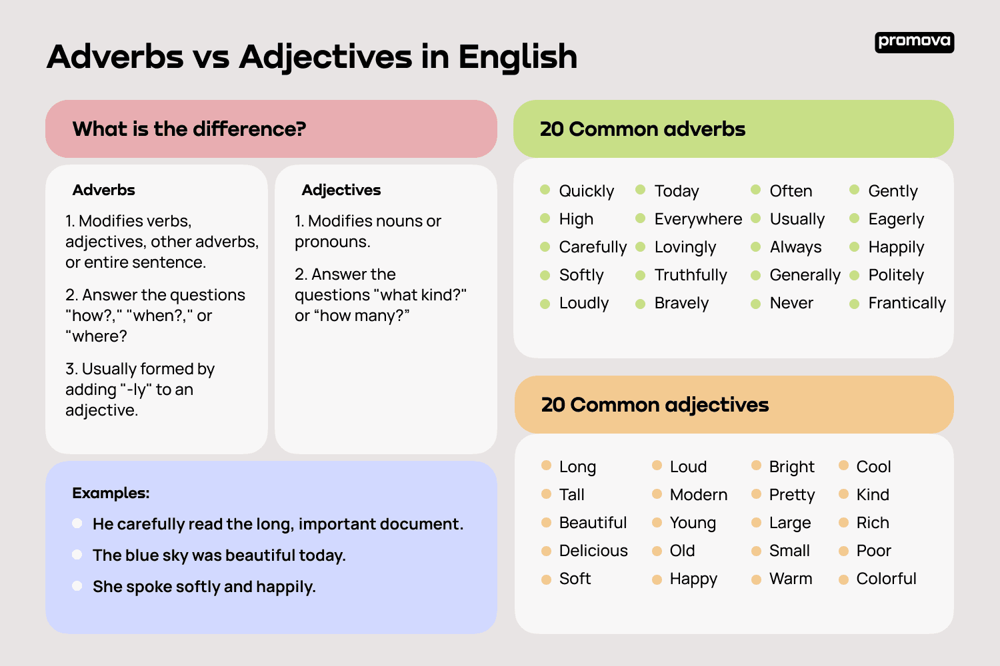 Adverbs vs Adjectives in English
promova
What is the difference?
Adverbs
1. Modifies verbs,
adjectives, other adverbs,
or entire sentence.
2. Answer the questions
"how?," "when?," or
"where?
3. Usually formed by
adding "-ly" to an
adjective.
Adjectives
1. Modifies nouns or
pronouns.
2. Answer the
questions "what kind?"
or “how many?”
Examples:
He carefully read the long, important document.
The blue sky was beautiful today.
She spoke softly and happily.
20 Common adverbs
Quickly Today Often Gently
High Everywhere Usually Eagerly
Carefully Lovingly Always Happily
Softly Truthfully Generally Politely
Loudly Bravely Never Frantically
20 Common adjectives
Long Loud Bright Cool
Tall Modern Pretty Kind
Beautiful Young Large Rich
Delicious Old Small Poor
Soft Happy Warm Colorful